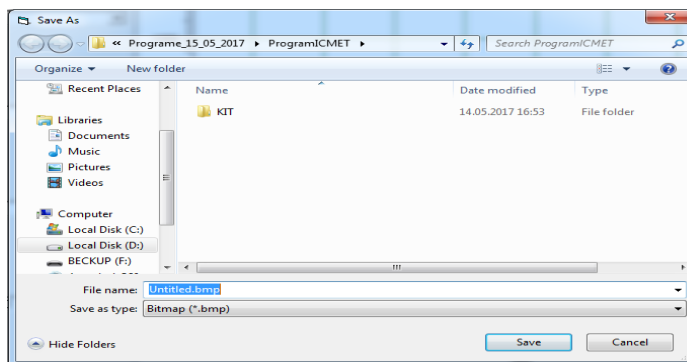 Save As
« Programe_15_05_2017 ▸ ProgramICMET ▸
Search ProgramICMET
Organize ▾ New folder
Recent Places
Libraries
Documents
Music
Pictures
Videos
Computer
Local Disk (C:)
Local Disk (D:)
BECKUP (F:)
Name Date modified Type
KIT 14.05.2017 16:53 File folder
File name: Untitled.bmp
Save as type: Bitmap (*.bmp)
Hide Folders
Save Cancel